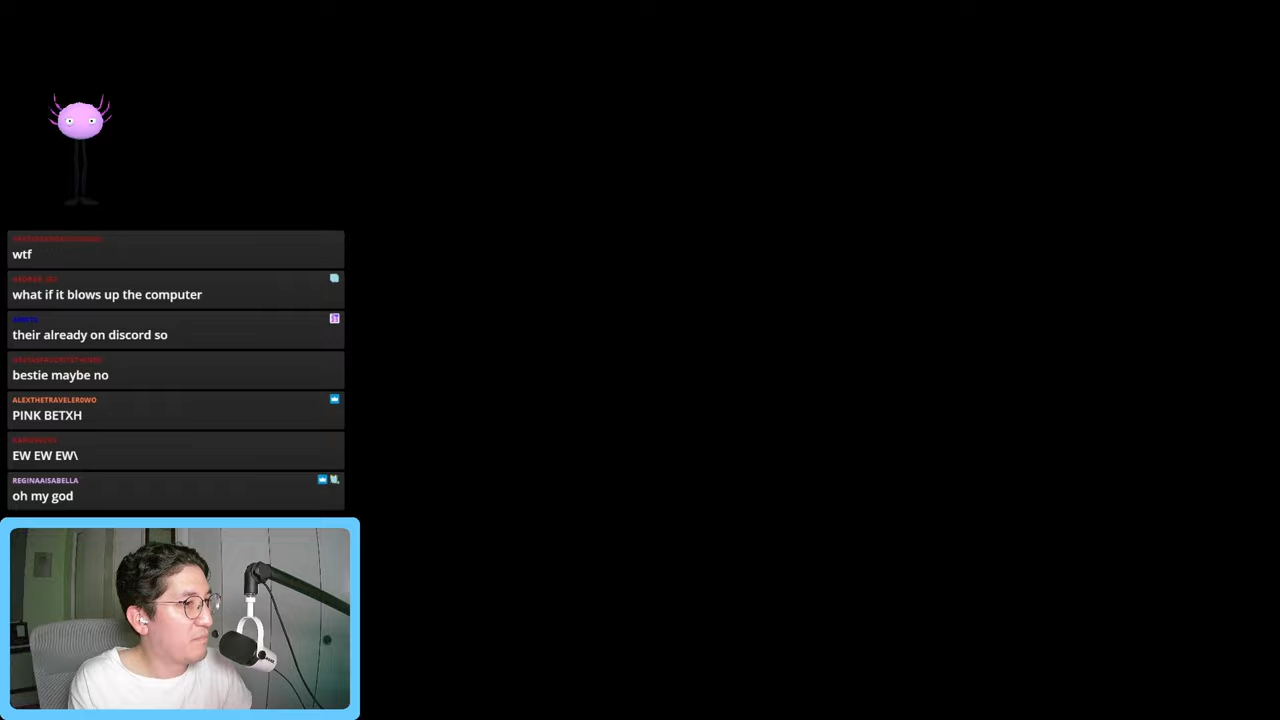 wtf
what if it blows up the computer
their already on discord so
bestie maybe no
ALEXTHETRAVELEROWO
PINK BETXH
EW EW EW\
REGINAAISABELLA
oh my god